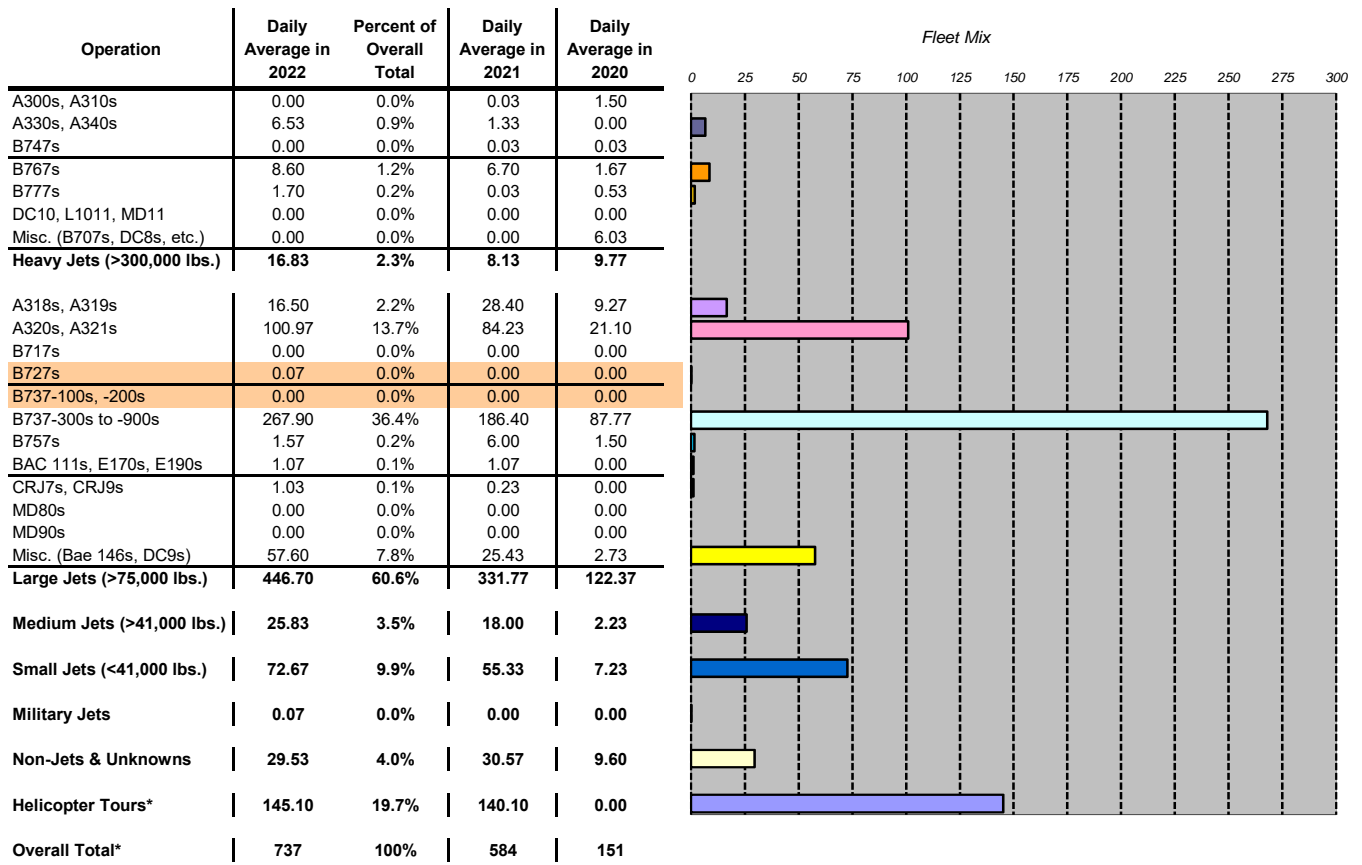 Operation Daily Average in 2022 Percent of Overall Total Daily Average in 2021 Daily Average in 2020
Fleet Mix
0 25 50 75 100 125 150 175 200 225 250 275 300
A300s, A310s 0.00 0.0% 0.03 1.50
A330s, A340s 6.53 0.9% 1.33 0.00
B747s 0.00 0.0% 0.03 0.03
B767s 8.60 1.2% 6.70 1.67
B777s 1.70 0.2% 0.03 0.53
DC10, L1011, MD11 0.00 0.0% 0.00 0.00
Misc. (B707s, DC8s, etc.) 0.00 0.0% 0.00 6.03
Heavy Jets (>300,000 lbs.) 16.83 2.3% 8.13 9.77
A318s, A319s 16.50 2.2% 28.40 9.27
A320s, A321s 100.97 13.7% 84.23 21.10
B717s 0.00 0.0% 0.00 0.00
B727s 0.07 0.0% 0.00 0.00
B737-100s, -200s 0.00 0.0% 0.00 0.00
B737-300s to -900s 267.90 36.4% 186.40 87.77
B757s 1.57 0.2% 6.00 1.50
BAC 111s, E170s, E190s 1.07 0.1% 1.07 0.00
CRJ7s, CRJ9s 1.03 0.1% 0.23 0.00
MD80s 0.00 0.0% 0.00 0.00
MD90s 0.00 0.0% 0.00 0.00
Misc. (Bae 146s, DC9s) 57.60 7.8% 25.43 2.73
Large Jets (>75,000 lbs.) 446.70 60.6% 331.77 122.37
Medium Jets (>41,000 lbs.) 25.83 3.5% 18.00 2.23
Small Jets (<41,000 lbs.) 72.67 9.9% 55.33 7.23
Military Jets 0.07 0.0% 0.00 0.00
Non-Jets & Unknowns 29.53 4.0% 30.57 9.60
Helicopter Tours* 145.10 19.7% 140.10 0.00
Overall Total* 737 100% 584 151